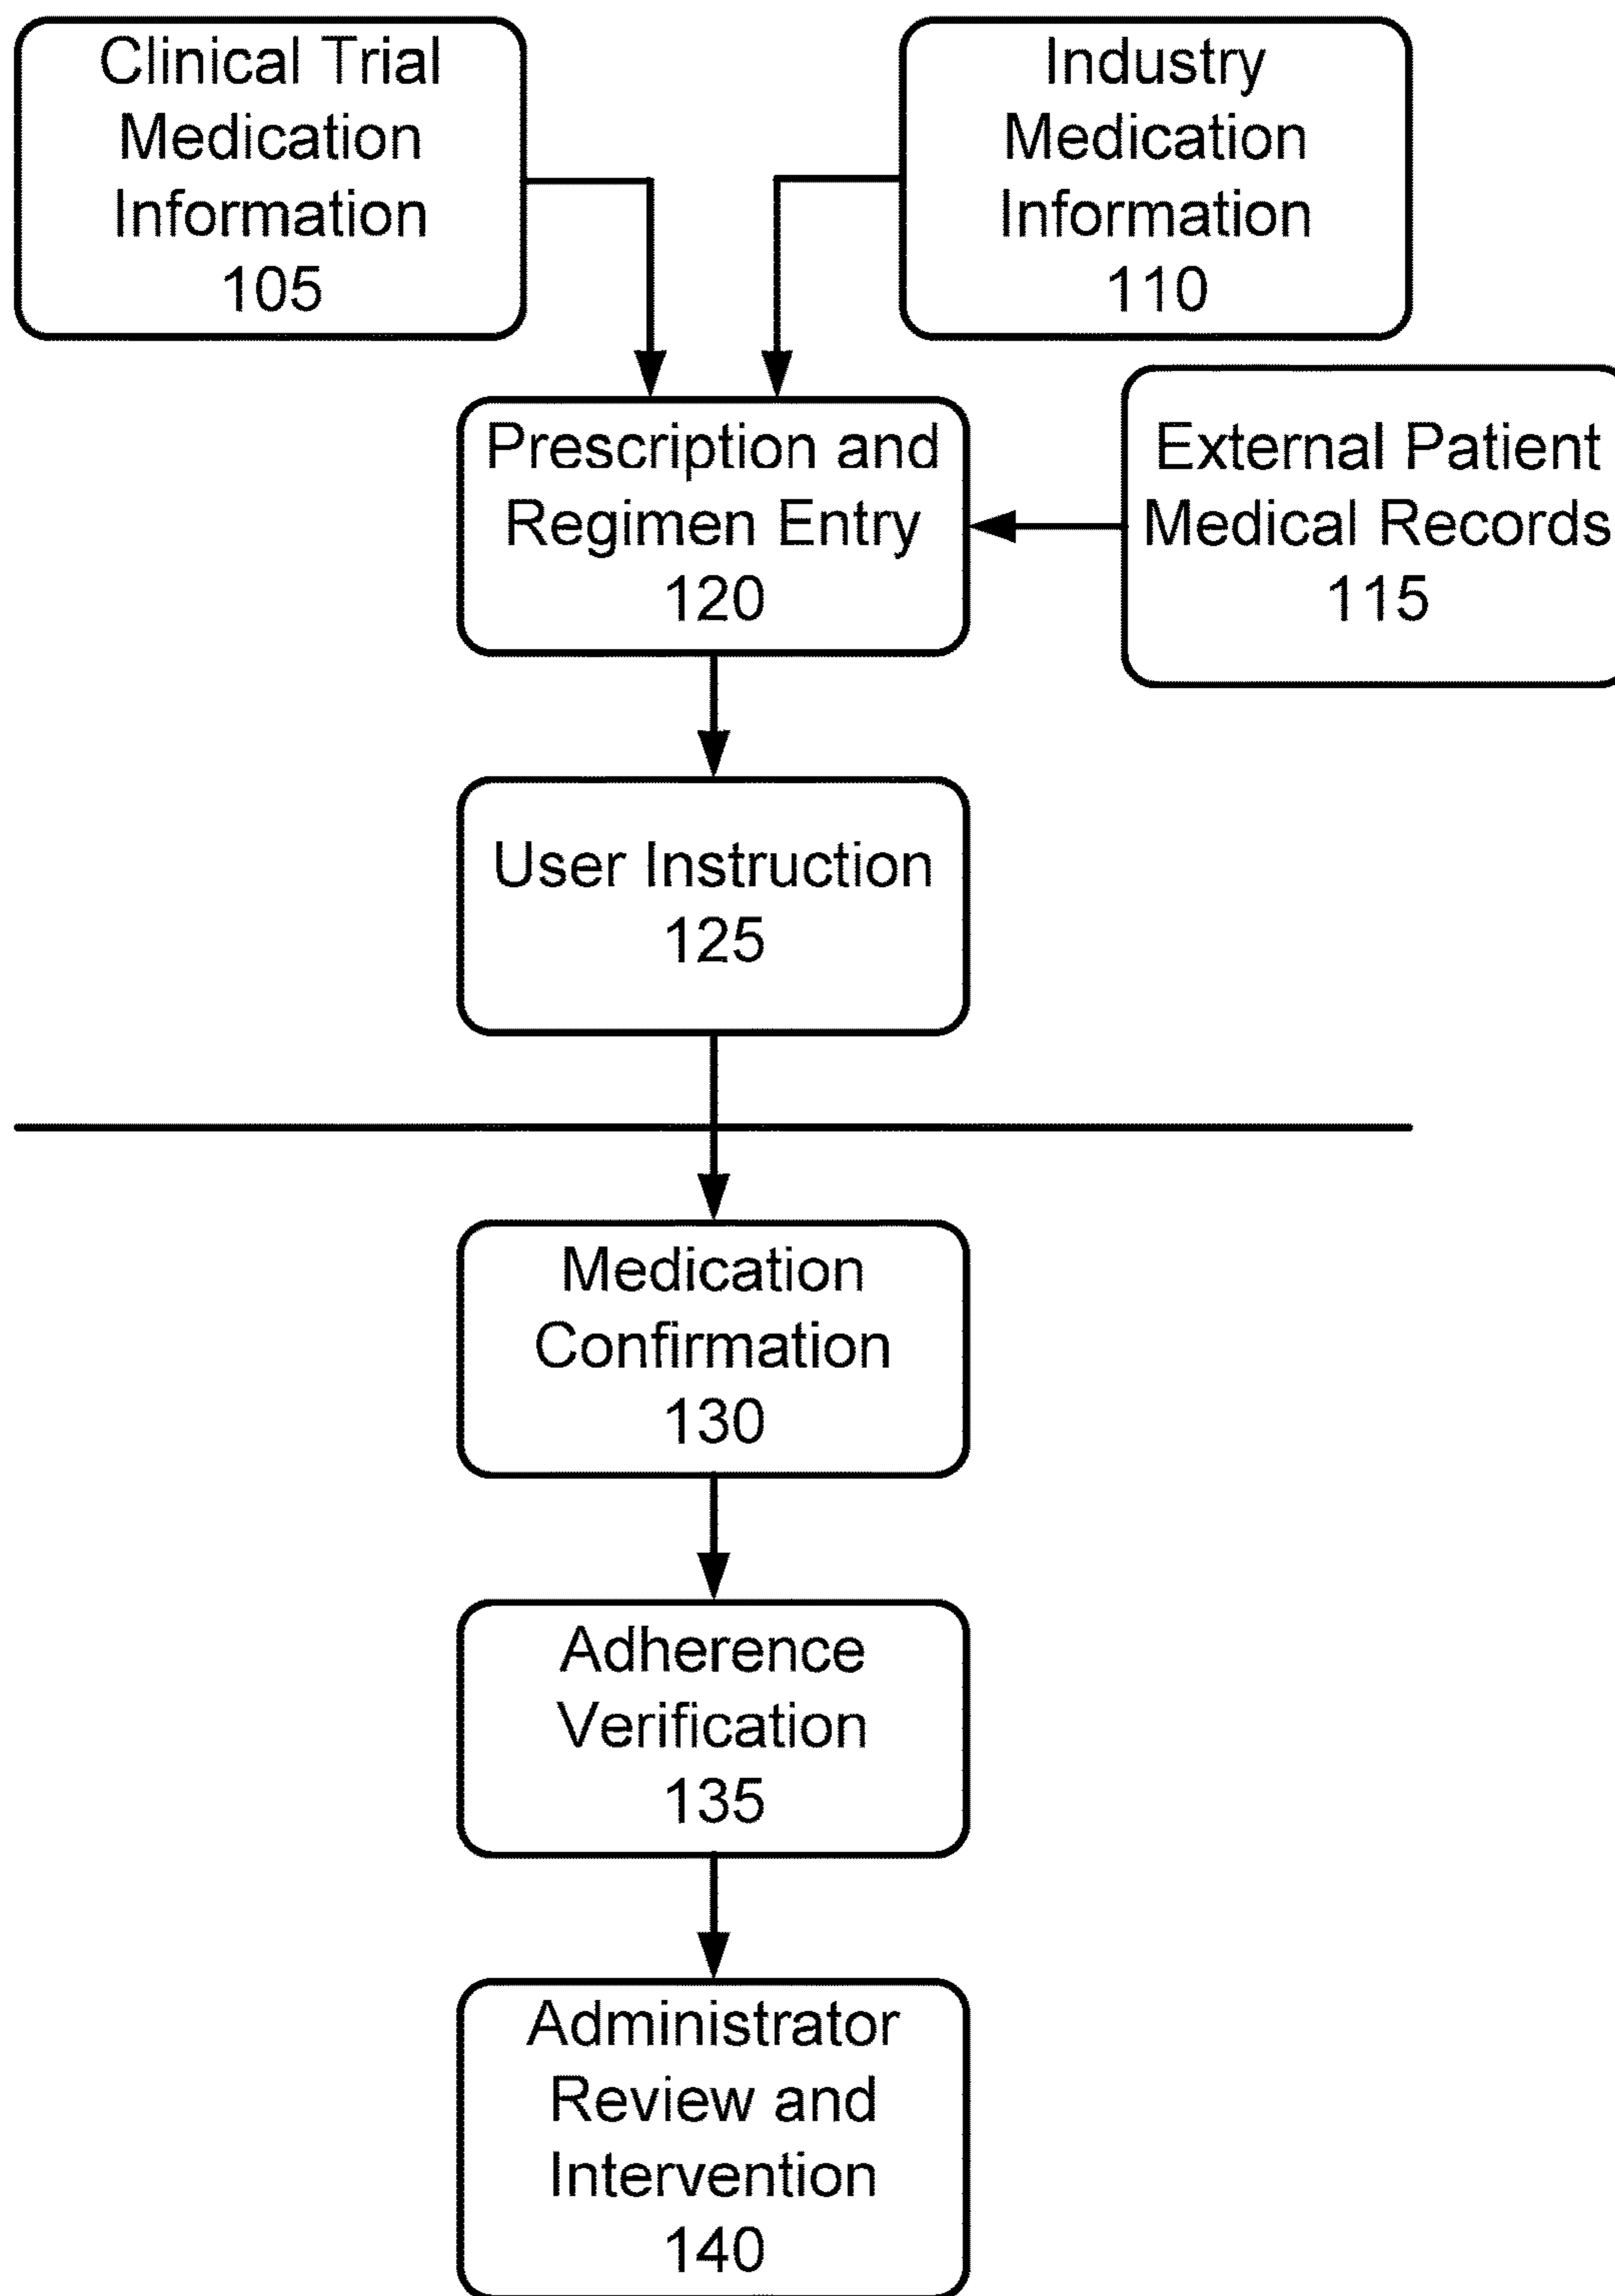 Clinical Trial
Medication
Information
105
Industry
Medication
Information
110
Prescription and
Regimen Entry
120
External Patient
Medical Records
115
User Instruction
125
Medication
Confirmation
130
Adherence
Verification
135
Administrator
Review and
Intervention
140